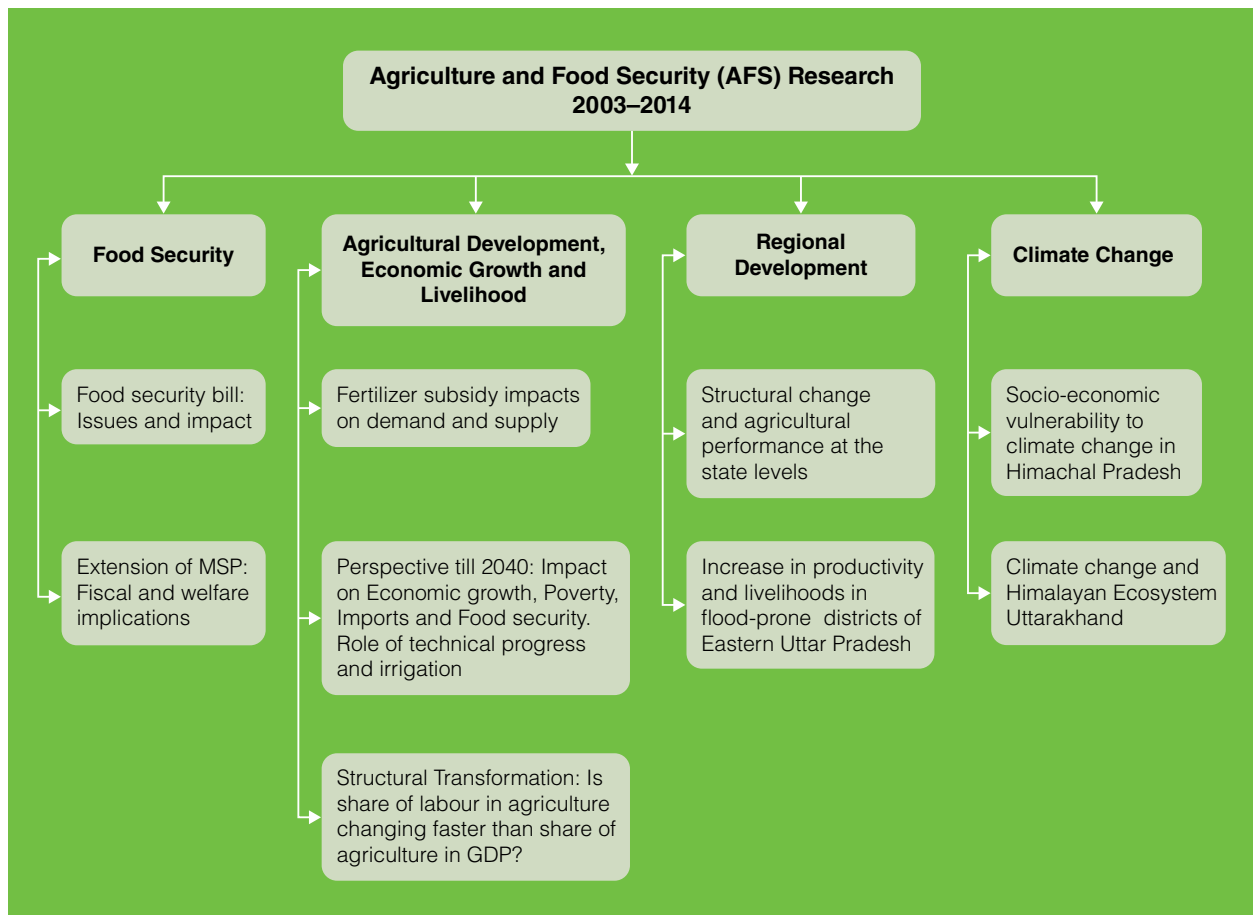 Agriculture and Food Security (AFS) Research
2003–2014
Food Security
Food security bill:
Issues and impact
Extension of MSP:
Fiscal and welfare
implications
Agricultural Development,
Economic Growth and
Livelihood
Fertilizer subsidy impacts
on demand and supply
Perspective till 2040: Impact
on Economic growth, Poverty,
Imports and Food security.
Role of technical progress
and irrigation
Structural Transformation: Is
share of labour in agriculture
changing faster than share of
agriculture in GDP?
Regional
Development
Structural change
and agricultural
performance at the
state levels
Increase in productivity
and livelihoods in
flood-prone districts of
Eastern Uttar Pradesh
Climate Change
Socio-economic
vulnerability to
climate change in
Himachal Pradesh
Climate change and
Himalayan Ecosystem
Uttarakhand